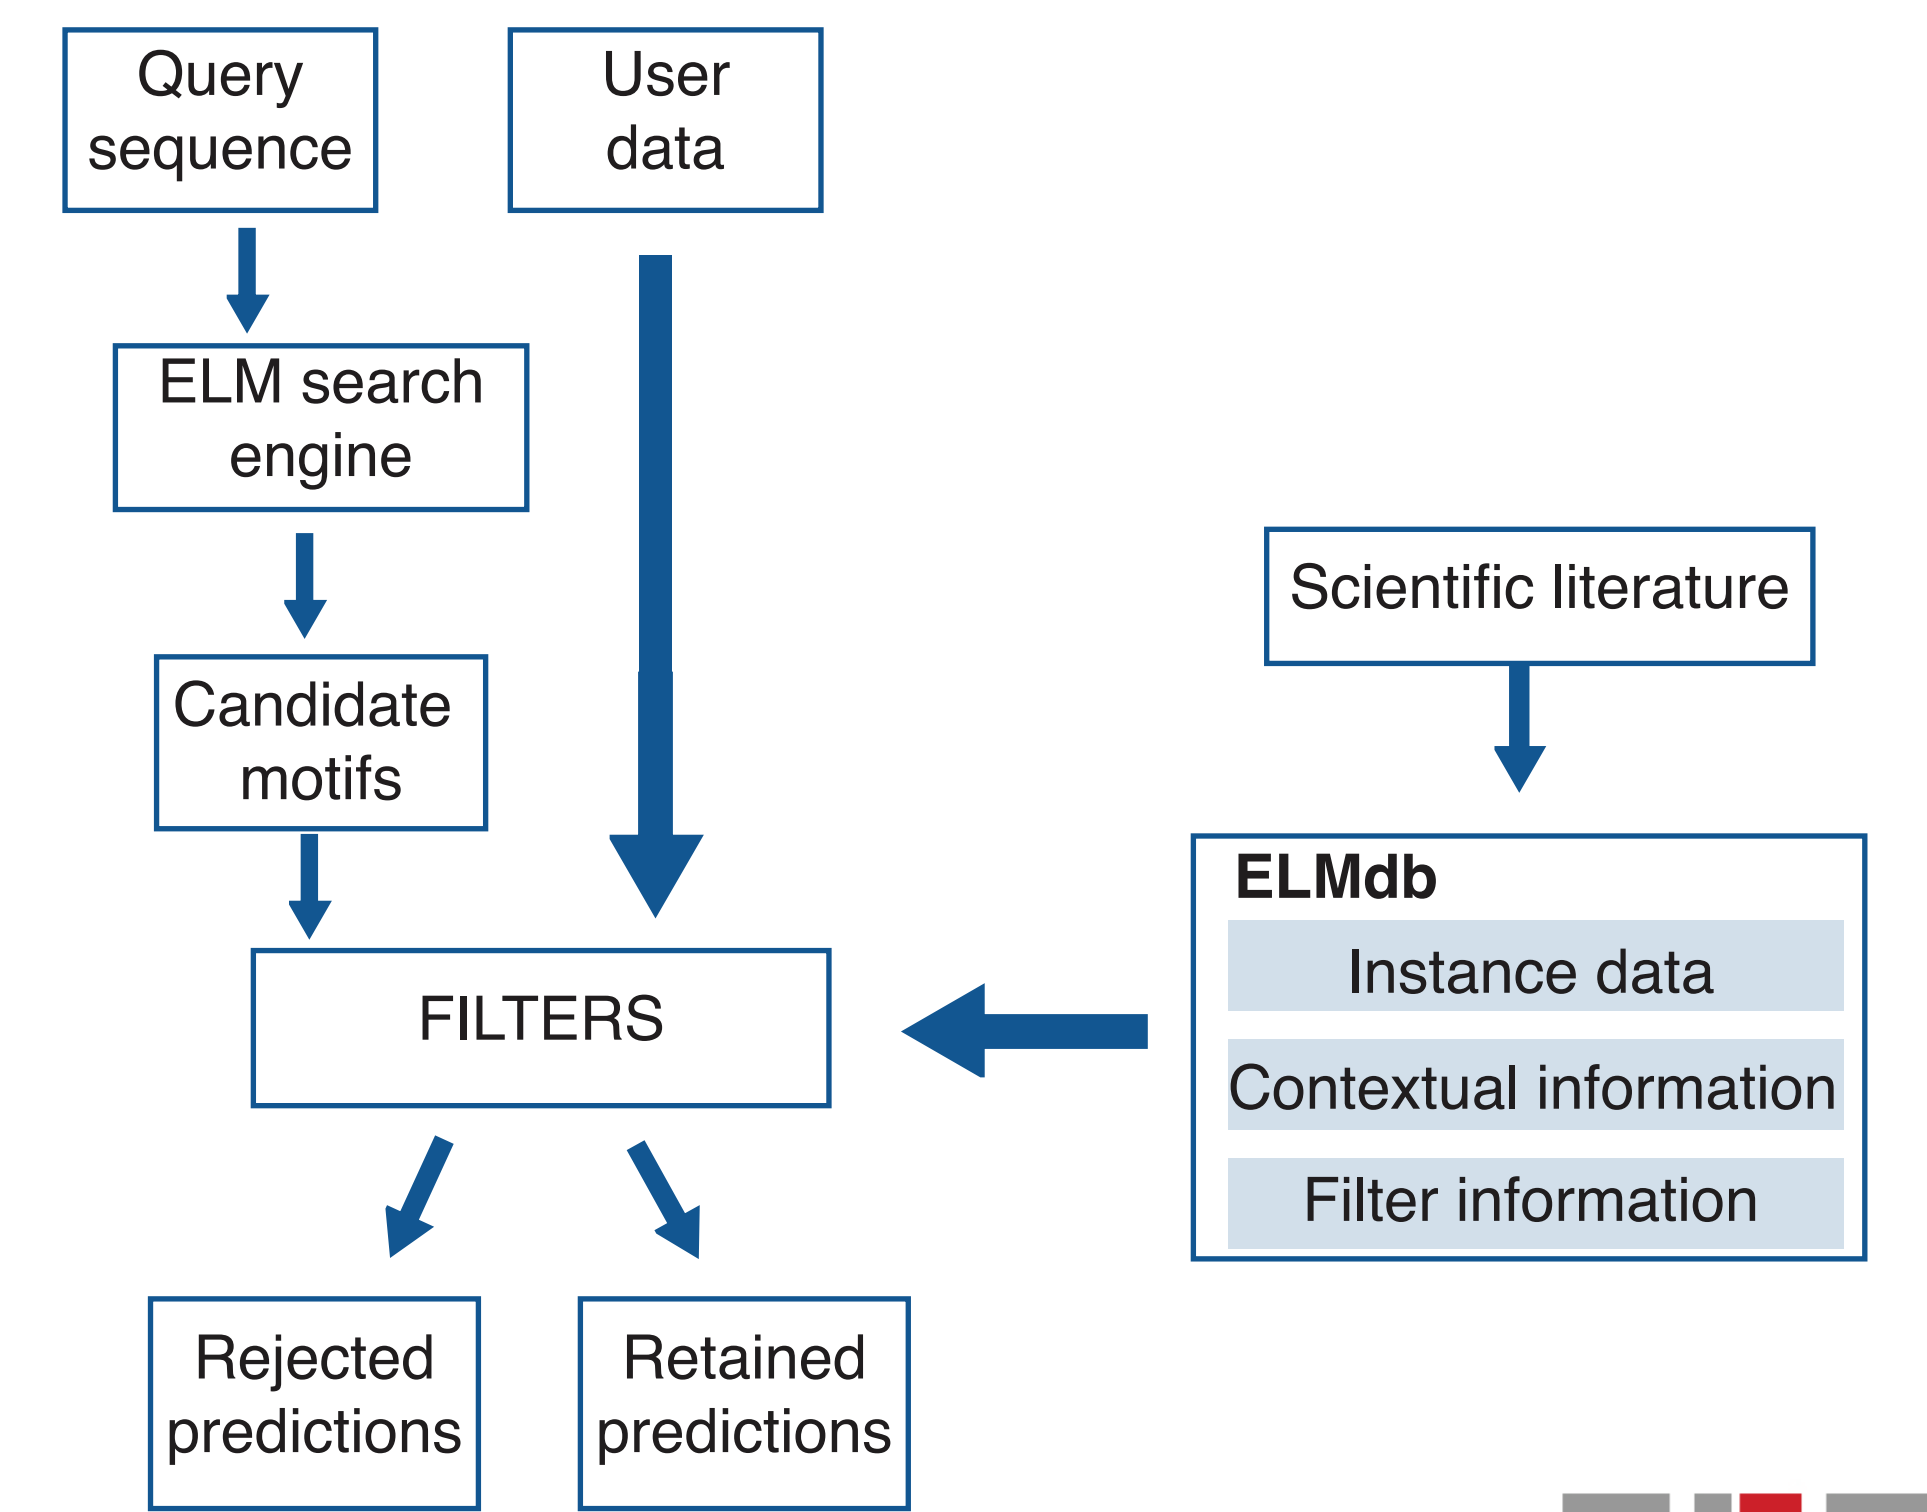 Query
sequence
User
data
ELM search
engine
Candidate
motifs
Scientific literature
ELMdb
Instance data
Contextual information
Filter information
FILTERS
Rejected
predictions
Retained
predictions